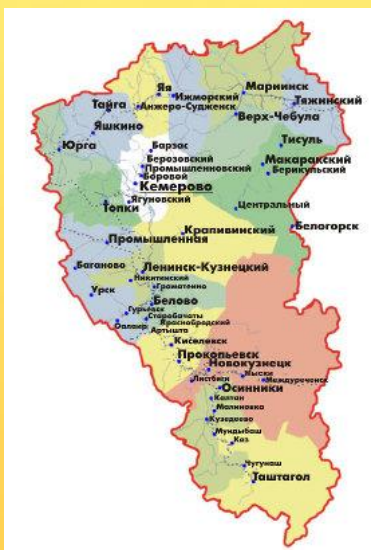 Яя
Ижморский
Мариинск
Тайга
Анжеро-Судженск
Тяжинский
Верх-Чебула
Яшкино
Юрга
Барзас
Тисуль
Березовский
Макаракский
Промышленновский
Берикульский
Боровой
Кемерово
Ягуновский
Топки
Центральный
Крапивинский
Белогорск
Промышленная
Баганово
Ленинск-Кузнецкий
Никитинский
Грамотеино
Урск
Белово
Гурьевск
Старобачаты
Краснобродский
Артышта
Киселевск
Прокопьевск
Новокузнецк
Листвяги
Мыски
Междуреченск
Осинники
Калтан
Малиновка
Кузедеево
Мундыбаш
Каз
Чугунаш
Таштагол